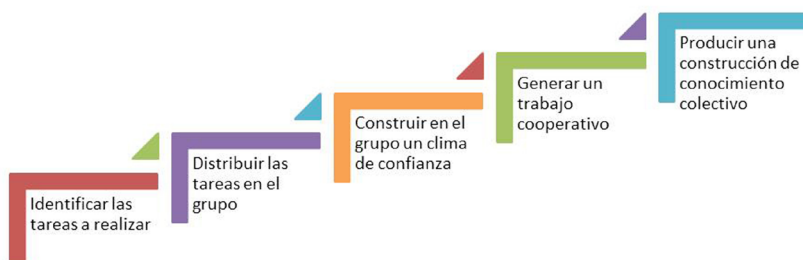 Identificar las
tareas a realizar
Distribuir las
tareas en el
grupo
Construir en el
grupo un clima
de confianza
Generar un
trabajo
cooperativo
Producir una
construcción de
conocimiento
colectivo